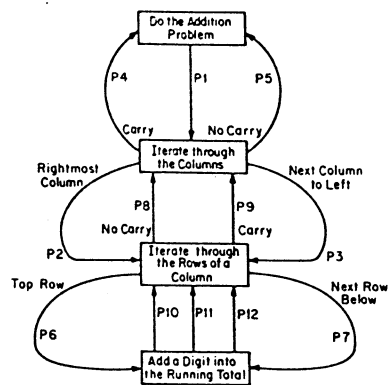 Do the Addition
Problem
P4
P1
P5
Carry
No Carry
Iterate through
the Columns
Rightmost
Column
Next Column
to Left
P8
P9
No Carry
Carry
P2
P3
Iterate through
the Rows of a
Column
Top Row
Next Row
Below
P10
P11
P12
P6
P7
Add a Digit into
the Running Total